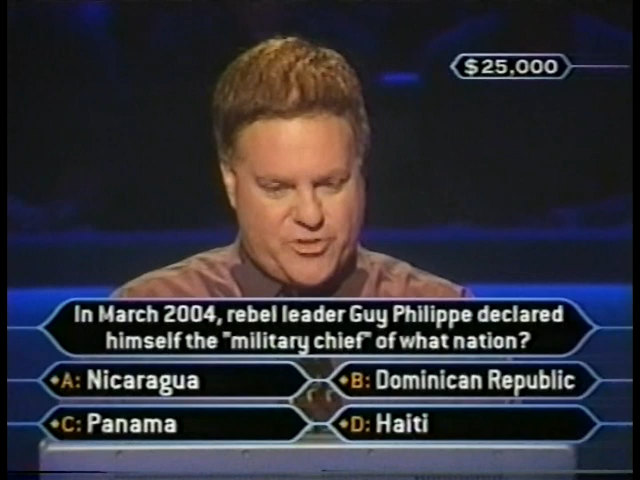 $25,000
In March 2004, rebel leader Guy Philippe declared
himself the "military chief" of what nation?
A: Nicaragua
B: Dominican Republic
C: Panama
D: Haiti